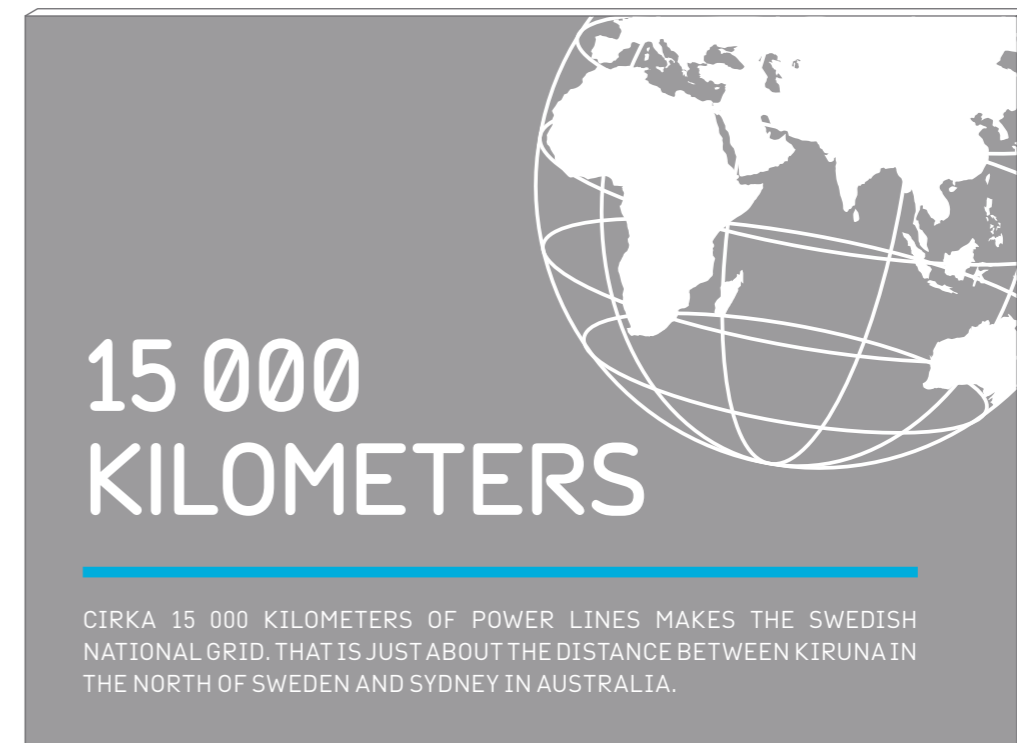 15 000
KILOMETERS
CIRKA 15 000 KILOMETERS OF POWER LINES MAKES THE SWEDISH
NATIONAL GRID. THAT IS JUST ABOUT THE DISTANCE BETWEEN KIRUNA IN
THE NORTH OF SWEDEN AND SYDNEY IN AUSTRALIA.